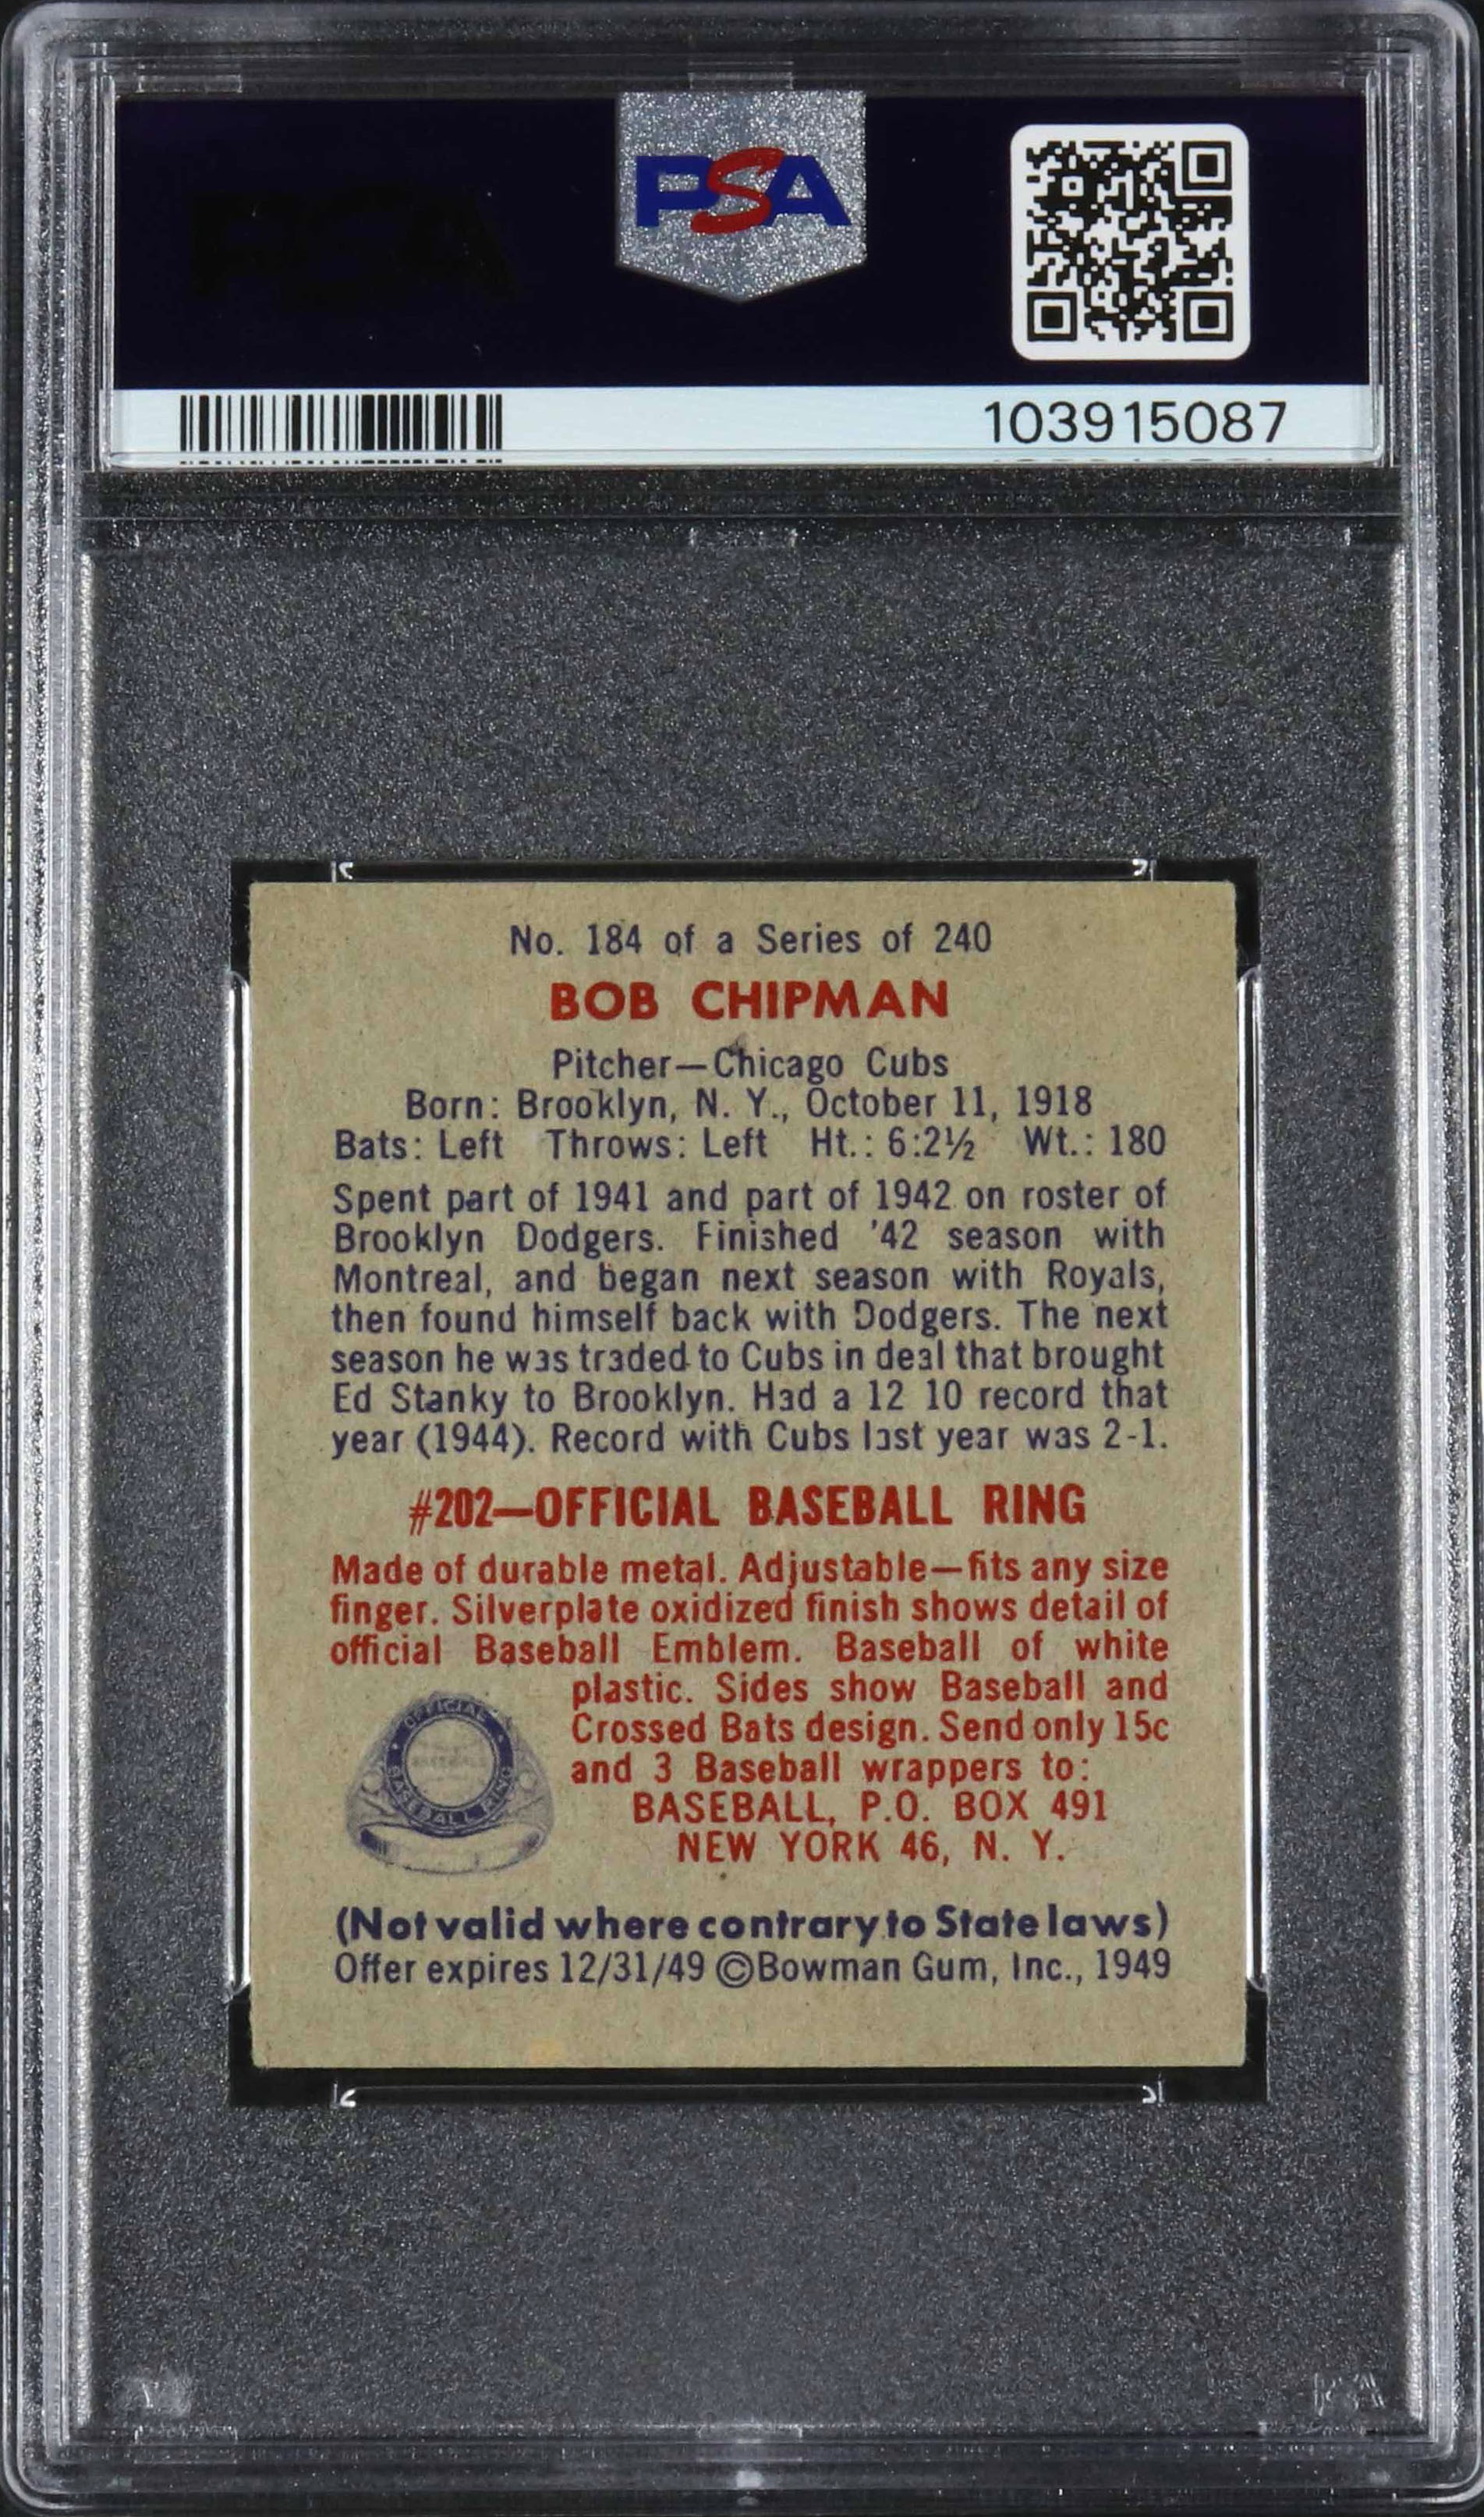 PSA
103915087
No. 184 of a Series of 240
BOB CHIPMAN
Pitcher—Chicago Cubs
Born: Brooklyn, N. Y., October 11, 1918
Bats: Left Throws: Left Ht.: 6:2½ Wt.: 180
Spent part of 1941 and part of 1942 on roster of
Brooklyn Dodgers. Finished '42 season with
Montreal, and began next season with Royals,
then found himself back with Dodgers. The next
season he was traded to Cubs in deal that brought
Ed Stanky to Brooklyn. Had a 12 10 record that
year (1944). Record with Cubs last year was 2-1.
#202—OFFICIAL BASEBALL RING
Made of durable metal. Adjustable—fits any size
finger. Silverplate oxidized finish shows detail of
official Baseball Emblem. Baseball of white
plastic. Sides show Baseball and
Crossed Bats design. Send only 15c
and 3 Baseball wrappers to:
BASEBALL, P.O. BOX 491
NEW YORK 46, N. Y.
OFFICIAL
BASEBALL RING
(Not valid where contrary to State laws)
Offer expires 12/31/49 ©Bowman Gum, Inc., 1949